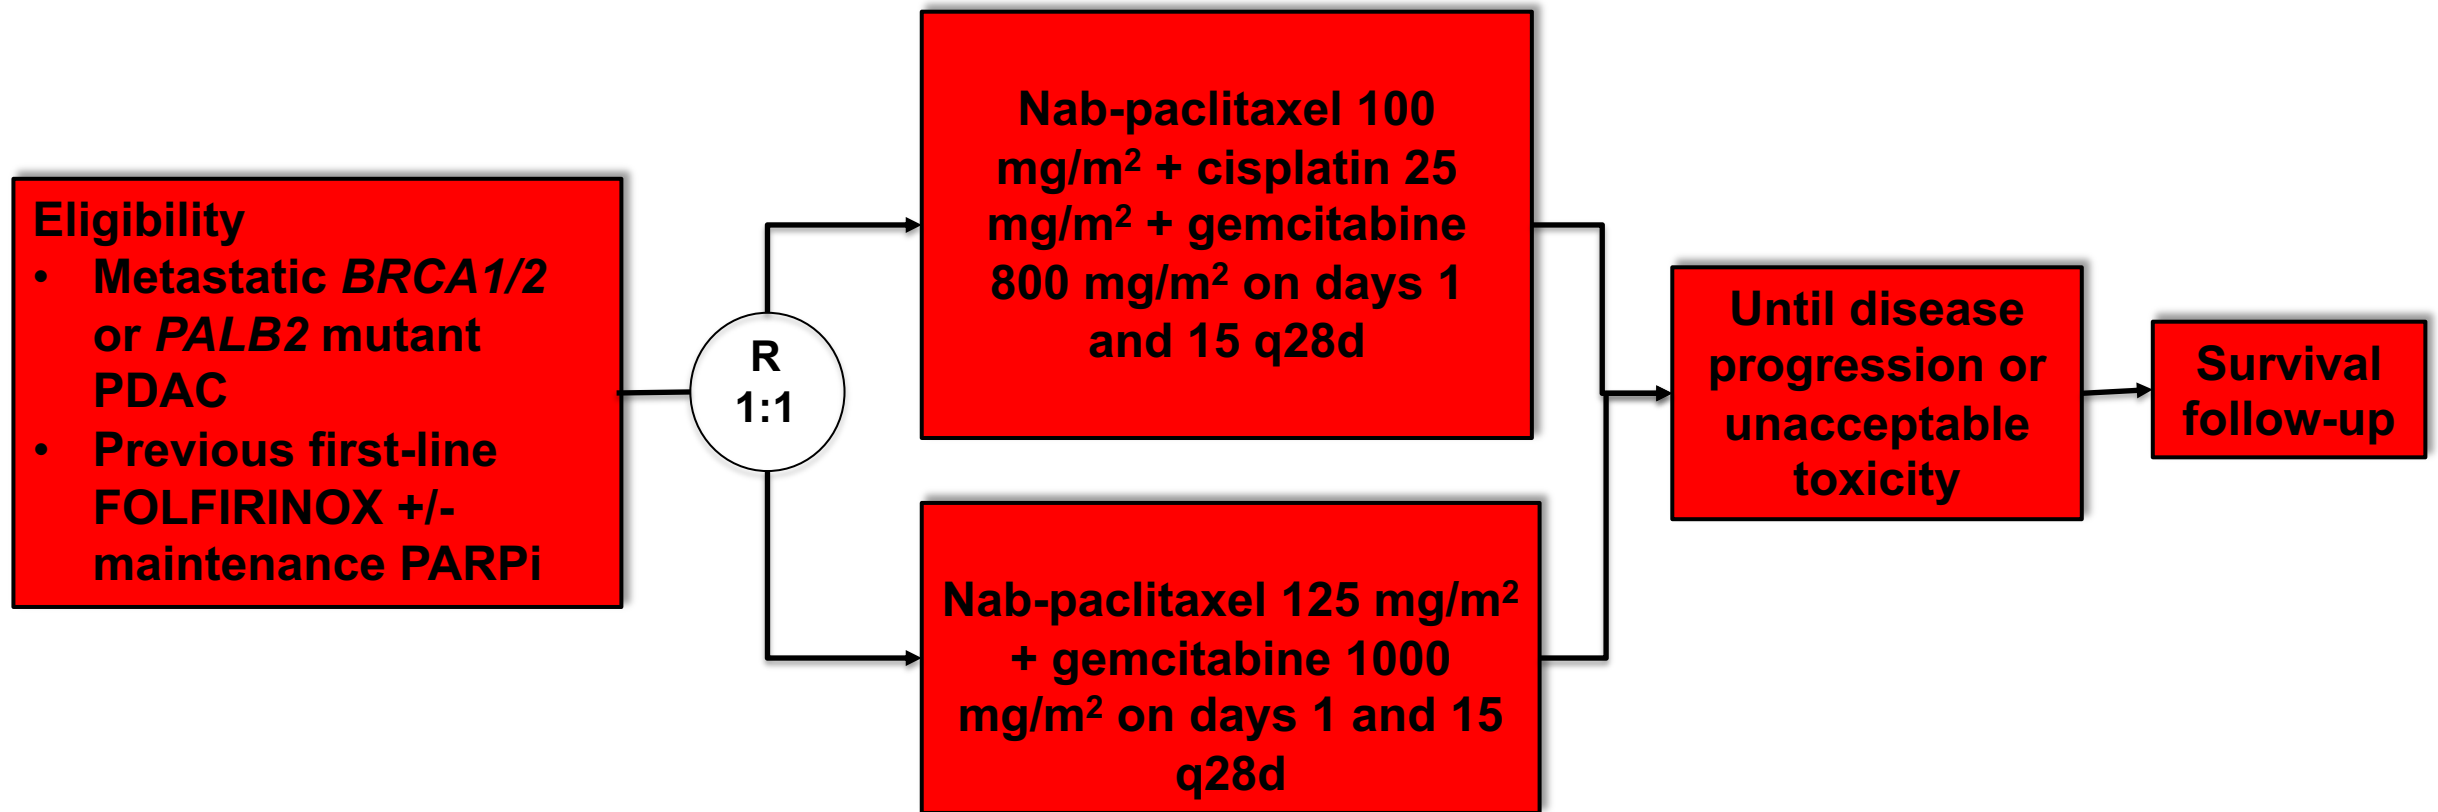 Eligibility
• Metastatic BRCA1/2
or PALB2 mutant
PDAC
• Previous first-line
FOLFIRINOX +/-
maintenance PARPi
R
1:1
Nab-paclitaxel 100
mg/m² + cisplatin 25
mg/m² + gemcitabine
800 mg/m² on days 1
and 15 q28d
Nab-paclitaxel 125 mg/m²
+ gemcitabine 1000
mg/m² on days 1 and 15
q28d
Until disease
progression or
unacceptable
toxicity
Survival
follow-up